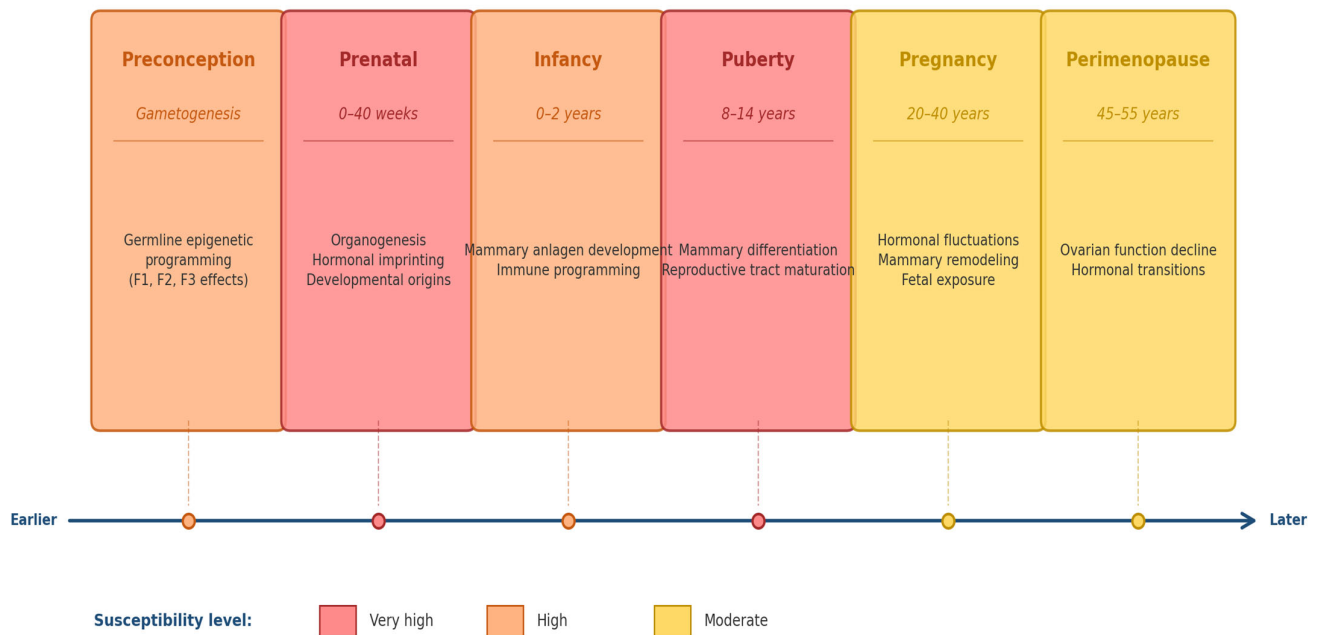 Preconception
Gametogenesis
Germline epigenetic
programming
(F1, F2, F3 effects)
Prenatal
0–40 weeks
Organogenesis
Hormonal imprinting
Developmental origins
Infancy
0–2 years
Mammary anlagen development
Immune programming
Puberty
8–14 years
Mammary differentiation
Reproductive tract maturation
Pregnancy
20–40 years
Hormonal fluctuations
Mammary remodeling
Fetal exposure
Perimenopause
45–55 years
Ovarian function decline
Hormonal transitions
Earlier
Later
Susceptibility level:
Very high
High
Moderate